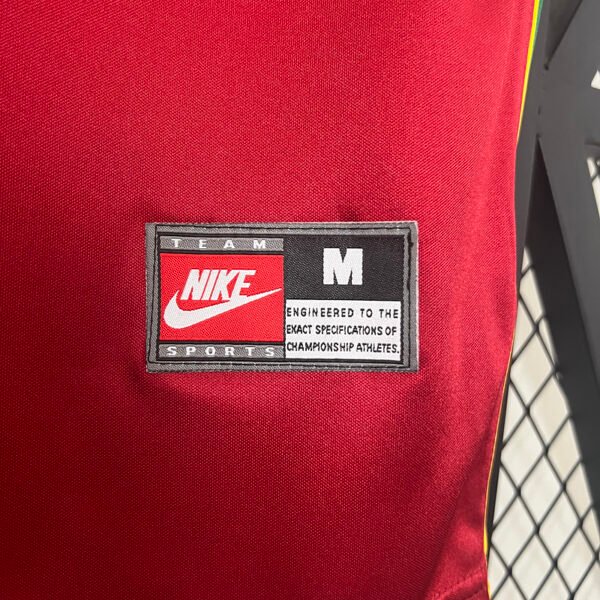 TEAM
NIKE
SPORTS
M
ENGINEERED TO THE
EXACT SPECIFICATIONS OF
CHAMPIONSHIP ATHLETES.